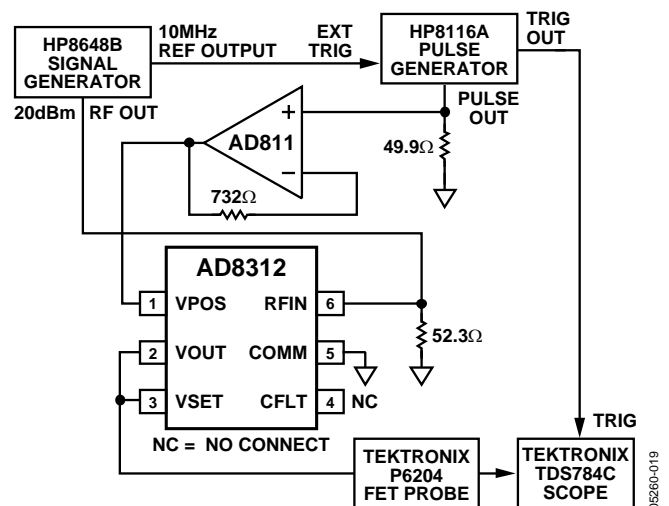 HP8648B
SIGNAL
GENERATOR
10MHz
REF OUTPUT
EXT
TRIG
HP8116A
PULSE
GENERATOR
TRIG
OUT
20dBm
RF OUT
PULSE
OUT
+
AD811
−
49.9Ω
732Ω
AD8312
1 VPOS
RFIN 6
2 VOUT
COMM 5
3 VSET
CFLT 4
NC
52.3Ω
NC = NO CONNECT
TRIG
TEKTRONIX
P6204
FET PROBE
TEKTRONIX
TDS784C
SCOPE
05260-019